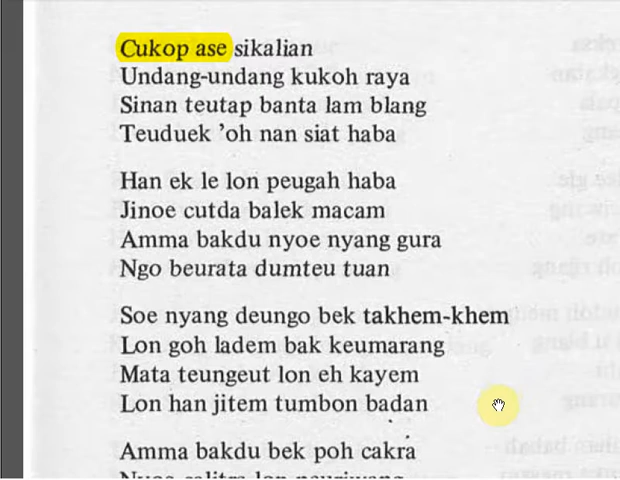 Cukop ase sikalian
Undang-undang kukoh raya
Sinan teutap banta lam blang
Teuduek 'oh nan siat haba
Han ek le lon peugah haba
Jinoe cutda balek macam
Amma bakdu nyoe nyang gura
Ngo beurata dumteu tuan
Soe nyang deungo bek takhem-khem
Lon goh ladem bak keumarang
Mata teungeut lon eh kayem
Lon han jitem tumbon badan
Amma bakdu bek poh cakra